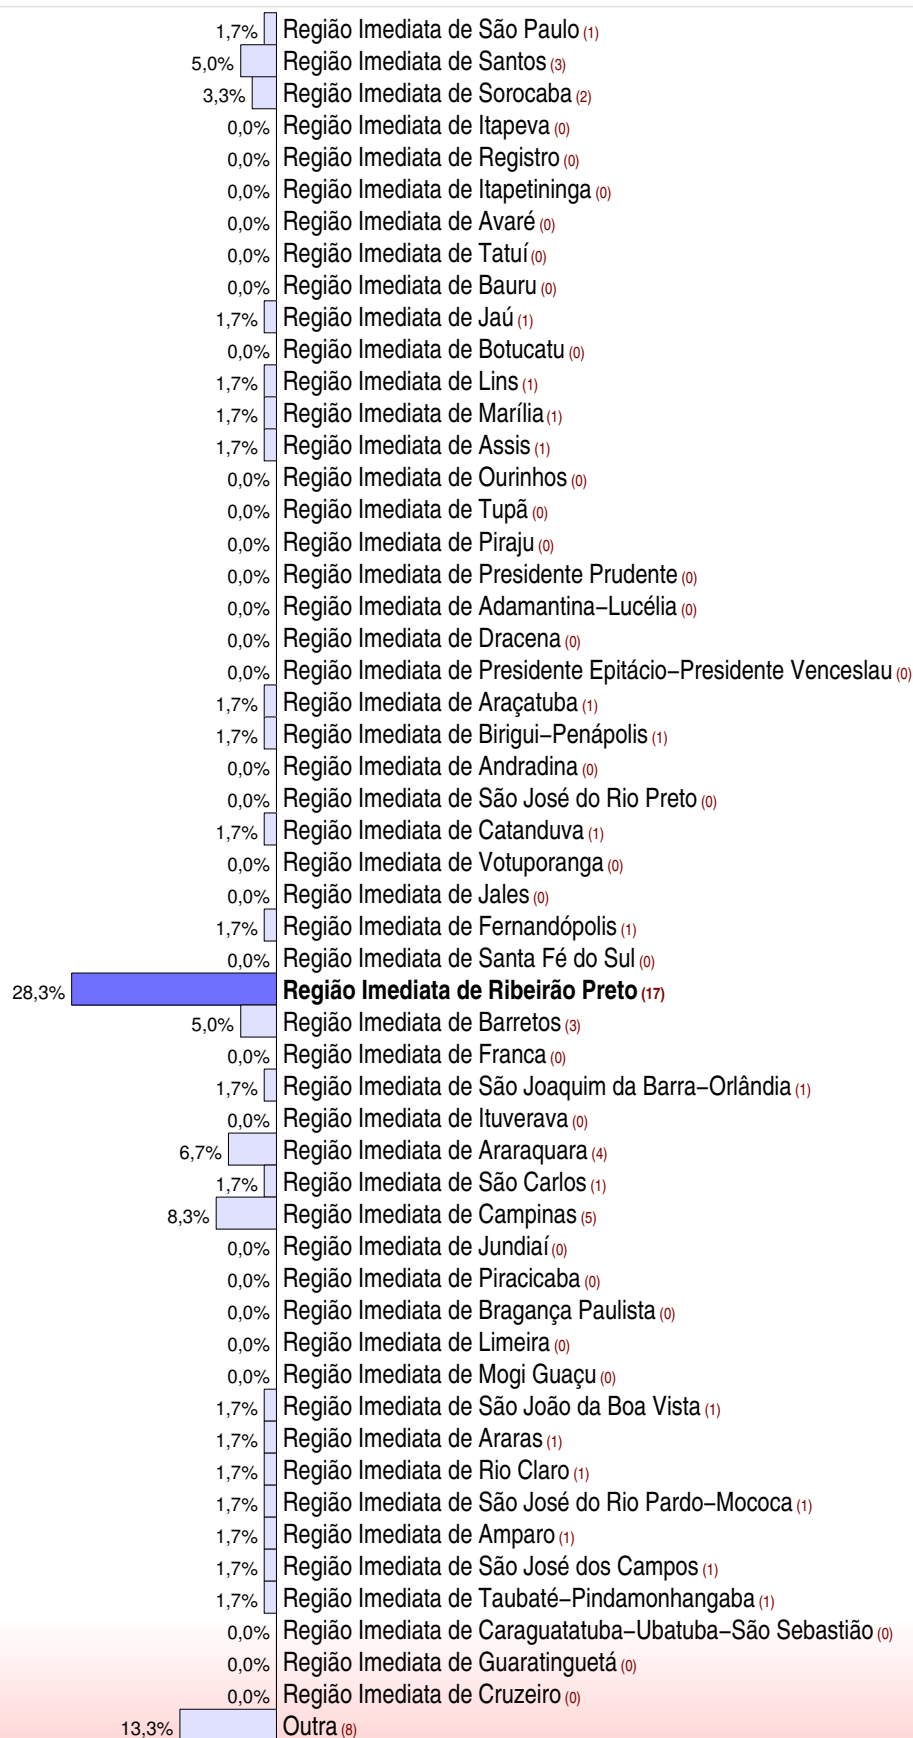 1,7% Região Imediata de São Paulo (1)
5,0% Região Imediata de Santos (3)
3,3% Região Imediata de Sorocaba (2)
0,0% Região Imediata de Itapeva (0)
0,0% Região Imediata de Registro (0)
0,0% Região Imediata de Itapetininga (0)
0,0% Região Imediata de Avaré (0)
0,0% Região Imediata de Tatuí (0)
0,0% Região Imediata de Bauru (0)
1,7% Região Imediata de Jaú (1)
0,0% Região Imediata de Botucatu (0)
1,7% Região Imediata de Lins (1)
1,7% Região Imediata de Marília (1)
1,7% Região Imediata de Assis (1)
0,0% Região Imediata de Ourinhos (0)
0,0% Região Imediata de Tupã (0)
0,0% Região Imediata de Piraju (0)
0,0% Região Imediata de Presidente Prudente (0)
0,0% Região Imediata de Adamantina–Lucélia (0)
0,0% Região Imediata de Dracena (0)
0,0% Região Imediata de Presidente Epitácio–Presidente Venceslau (0)
1,7% Região Imediata de Araçatuba (1)
1,7% Região Imediata de Birigui–Penápolis (1)
0,0% Região Imediata de Andradina (0)
0,0% Região Imediata de São José do Rio Preto (0)
1,7% Região Imediata de Catanduva (1)
0,0% Região Imediata de Votuporanga (0)
0,0% Região Imediata de Jales (0)
1,7% Região Imediata de Fernandópolis (1)
0,0% Região Imediata de Santa Fé do Sul (0)
28,3% Região Imediata de Ribeirão Preto (17)
5,0% Região Imediata de Barretos (3)
0,0% Região Imediata de Franca (0)
1,7% Região Imediata de São Joaquim da Barra–Orlândia (1)
0,0% Região Imediata de Ituverava (0)
6,7% Região Imediata de Araraquara (4)
1,7% Região Imediata de São Carlos (1)
8,3% Região Imediata de Campinas (5)
0,0% Região Imediata de Jundiaí (0)
0,0% Região Imediata de Piracicaba (0)
0,0% Região Imediata de Bragança Paulista (0)
0,0% Região Imediata de Limeira (0)
0,0% Região Imediata de Mogi Guaçu (0)
1,7% Região Imediata de São João da Boa Vista (1)
1,7% Região Imediata de Araras (1)
1,7% Região Imediata de Rio Claro (1)
1,7% Região Imediata de São José do Rio Pardo–Mococa (1)
1,7% Região Imediata de Amparo (1)
1,7% Região Imediata de São José dos Campos (1)
1,7% Região Imediata de Taubaté–Pindamonhangaba (1)
0,0% Região Imediata de Caraguatatuba–Ubatuba–São Sebastião (0)
0,0% Região Imediata de Guaratinguetá (0)
0,0% Região Imediata de Cruzeiro (0)
13,3% Outra (8)